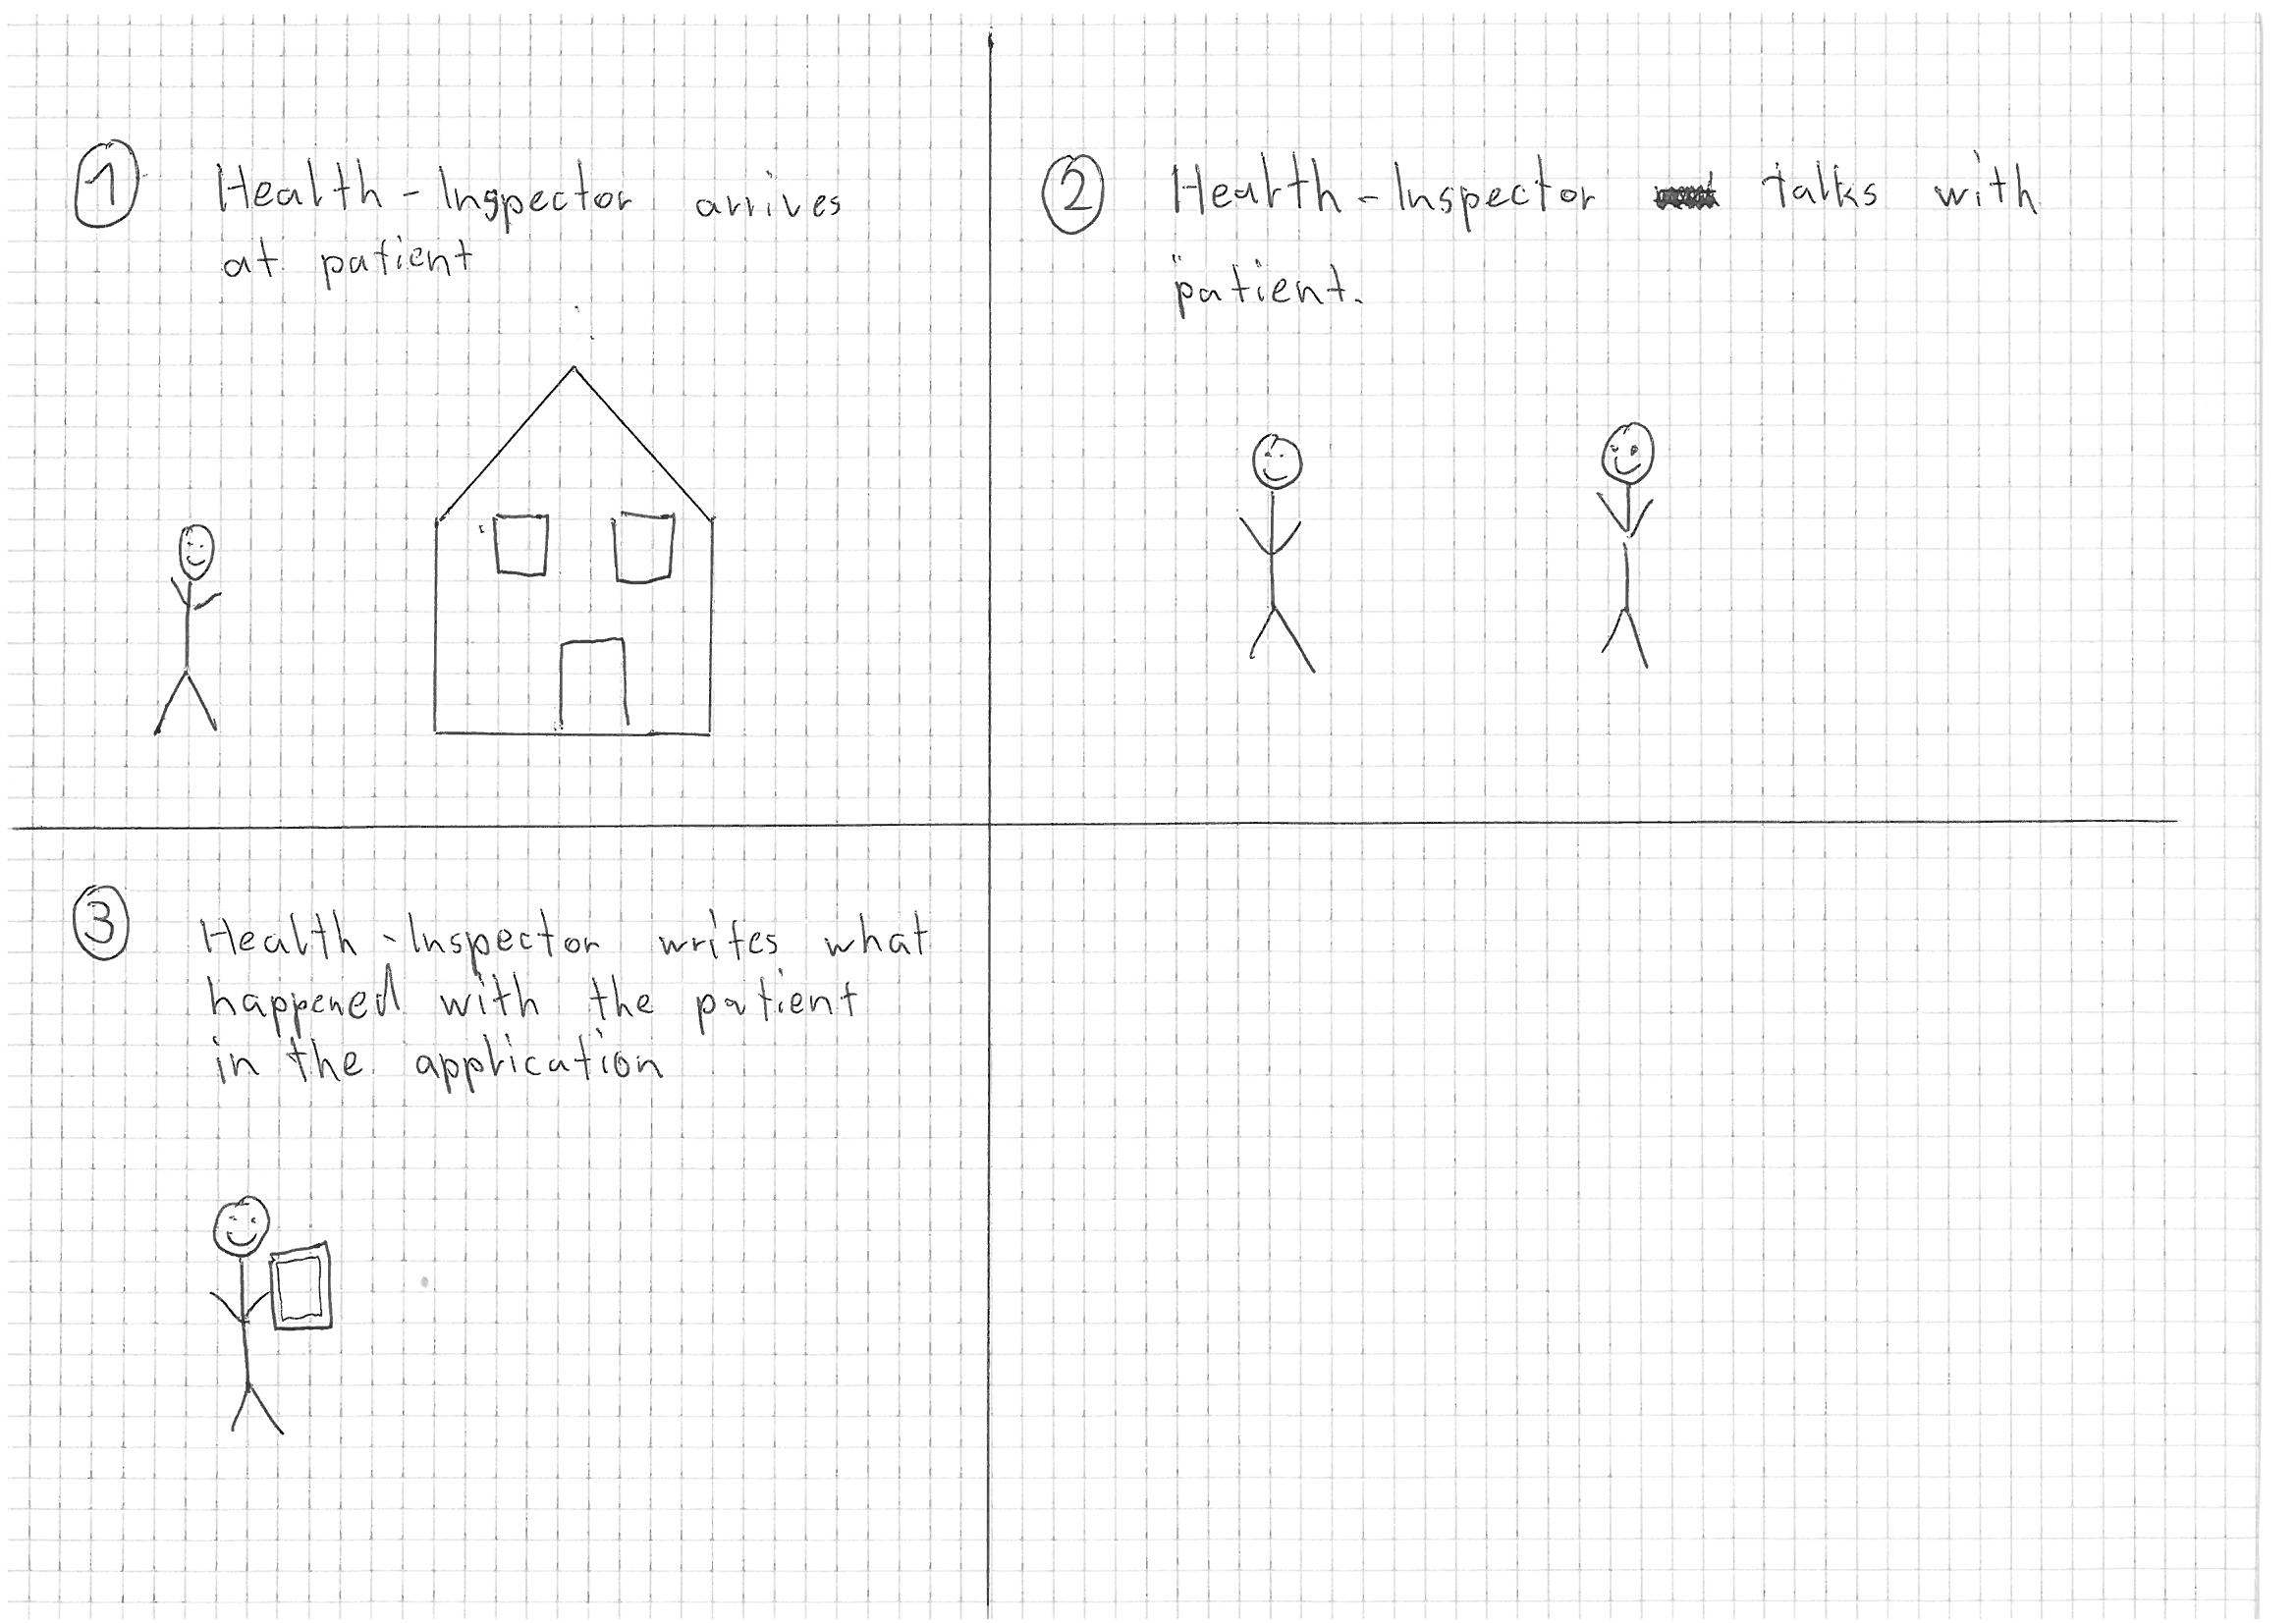 1 Health-Inspector arrives
at patient
2 Health-Inspector talks with
patient.
3 Health-Inspector writes what
happened with the patient
in the application